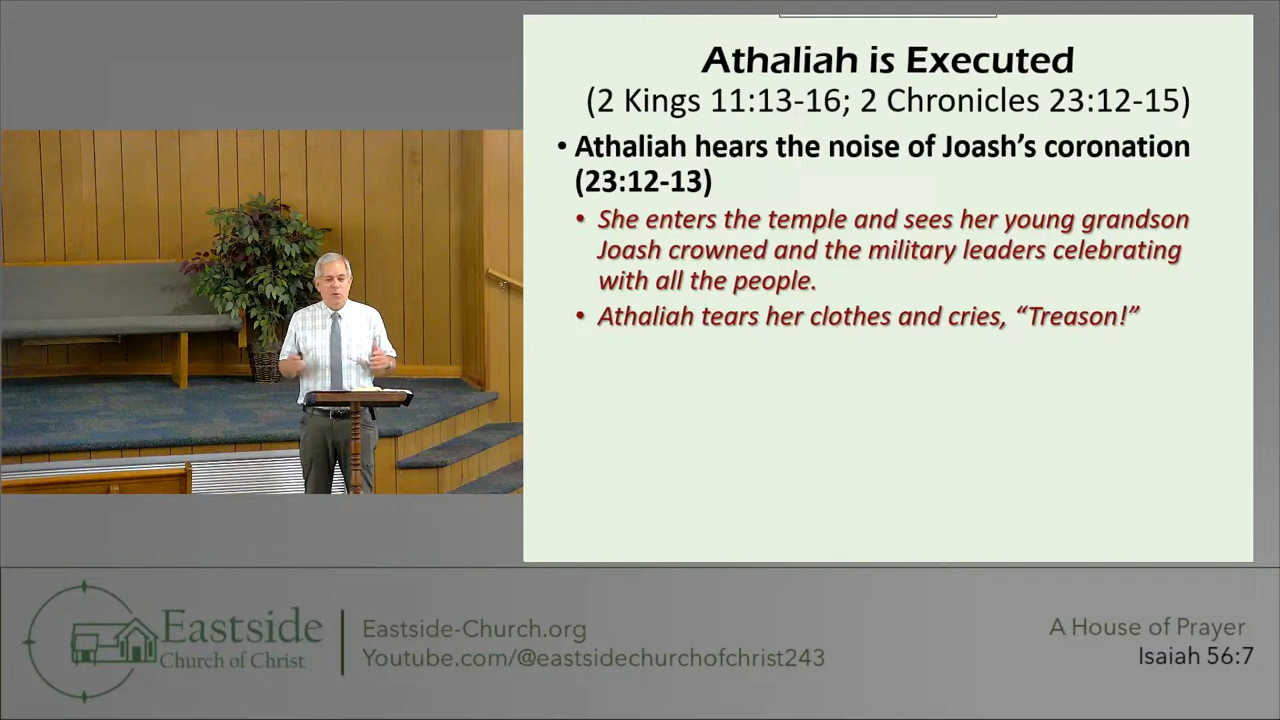 Athaliah is Executed
(2 Kings 11:13-16; 2 Chronicles 23:12-15)
• Athaliah hears the noise of Joash’s coronation
(23:12-13)
• She enters the temple and sees her young grandson
Joash crowned and the military leaders celebrating
with all the people.
• Athaliah tears her clothes and cries, “Treason!”
Eastside
Church of Christ
Eastside-Church.org
Youtube.com/@eastsidechurchofchrist243
A House of Prayer
Isaiah 56:7